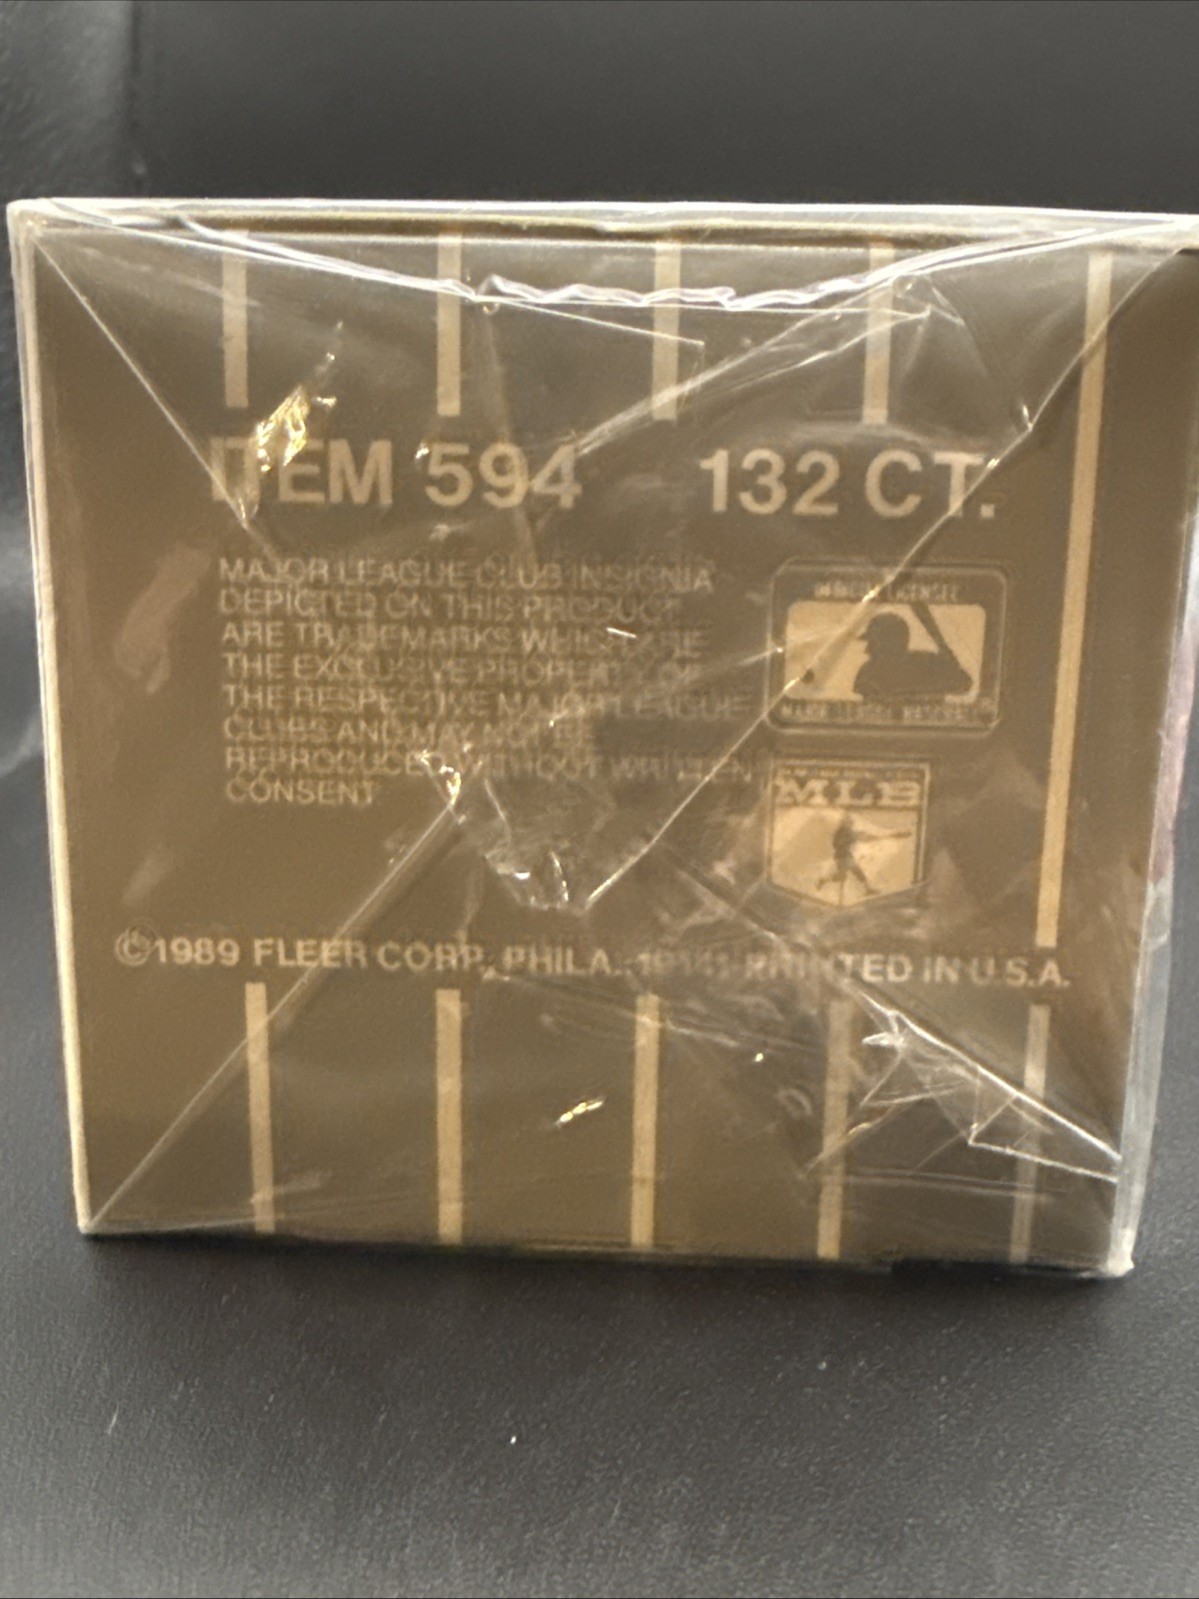 ITEM 594 132 CT.
MAJOR LEAGUE CLUB INSIGNIA
DEPICTED ON THIS PRODUCT
ARE TRADEMARKS WHICH ARE
THE EXCLUSIVE PROPERTY OF
THE RESPECTIVE MAJOR LEAGUE
CLUBS AND MAY NOT BE
REPRODUCED WITHOUT WRITTEN
CONSENT
MLB
©1989 FLEER CORP., PHILA. 19141 PRINTED IN U.S.A.